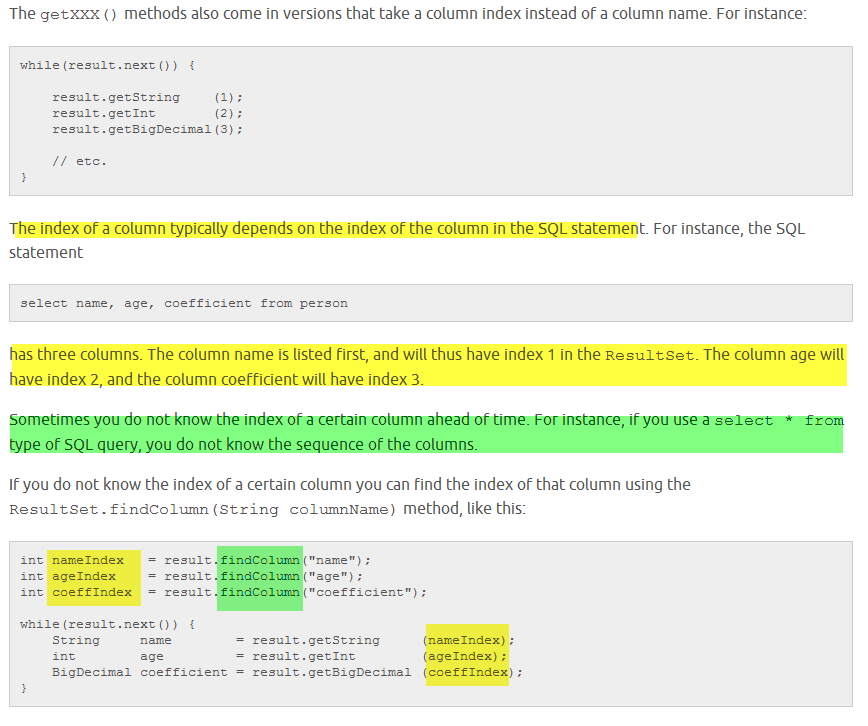 The getXXX() methods also come in versions that take a column index instead of a column name. For instance:
while(result.next()) {
    result.getString    (1);
    result.getInt       (2);
    result.getBigDecimal(3);
    // etc.
}
The index of a column typically depends on the index of the column in the SQL statement. For instance, the SQL
statement
select name, age, coefficient from person
has three columns. The column name is listed first, and will thus have index 1 in the ResultSet. The column age will
have index 2, and the column coefficient will have index 3.
Sometimes you do not know the index of a certain column ahead of time. For instance, if you use a select * from
type of SQL query, you do not know the sequence of the columns.
If you do not know the index of a certain column you can find the index of that column using the
ResultSet.findColumn(String columnName) method, like this:
int nameIndex   = result.findColumn("name");
int ageIndex    = result.findColumn("age");
int coeffIndex  = result.findColumn("coefficient");
while(result.next()) {
    String     name        = result.getString     (nameIndex);
    int        age         = result.getInt        (ageIndex);
    BigDecimal coefficient = result.getBigDecimal (coeffIndex);
}